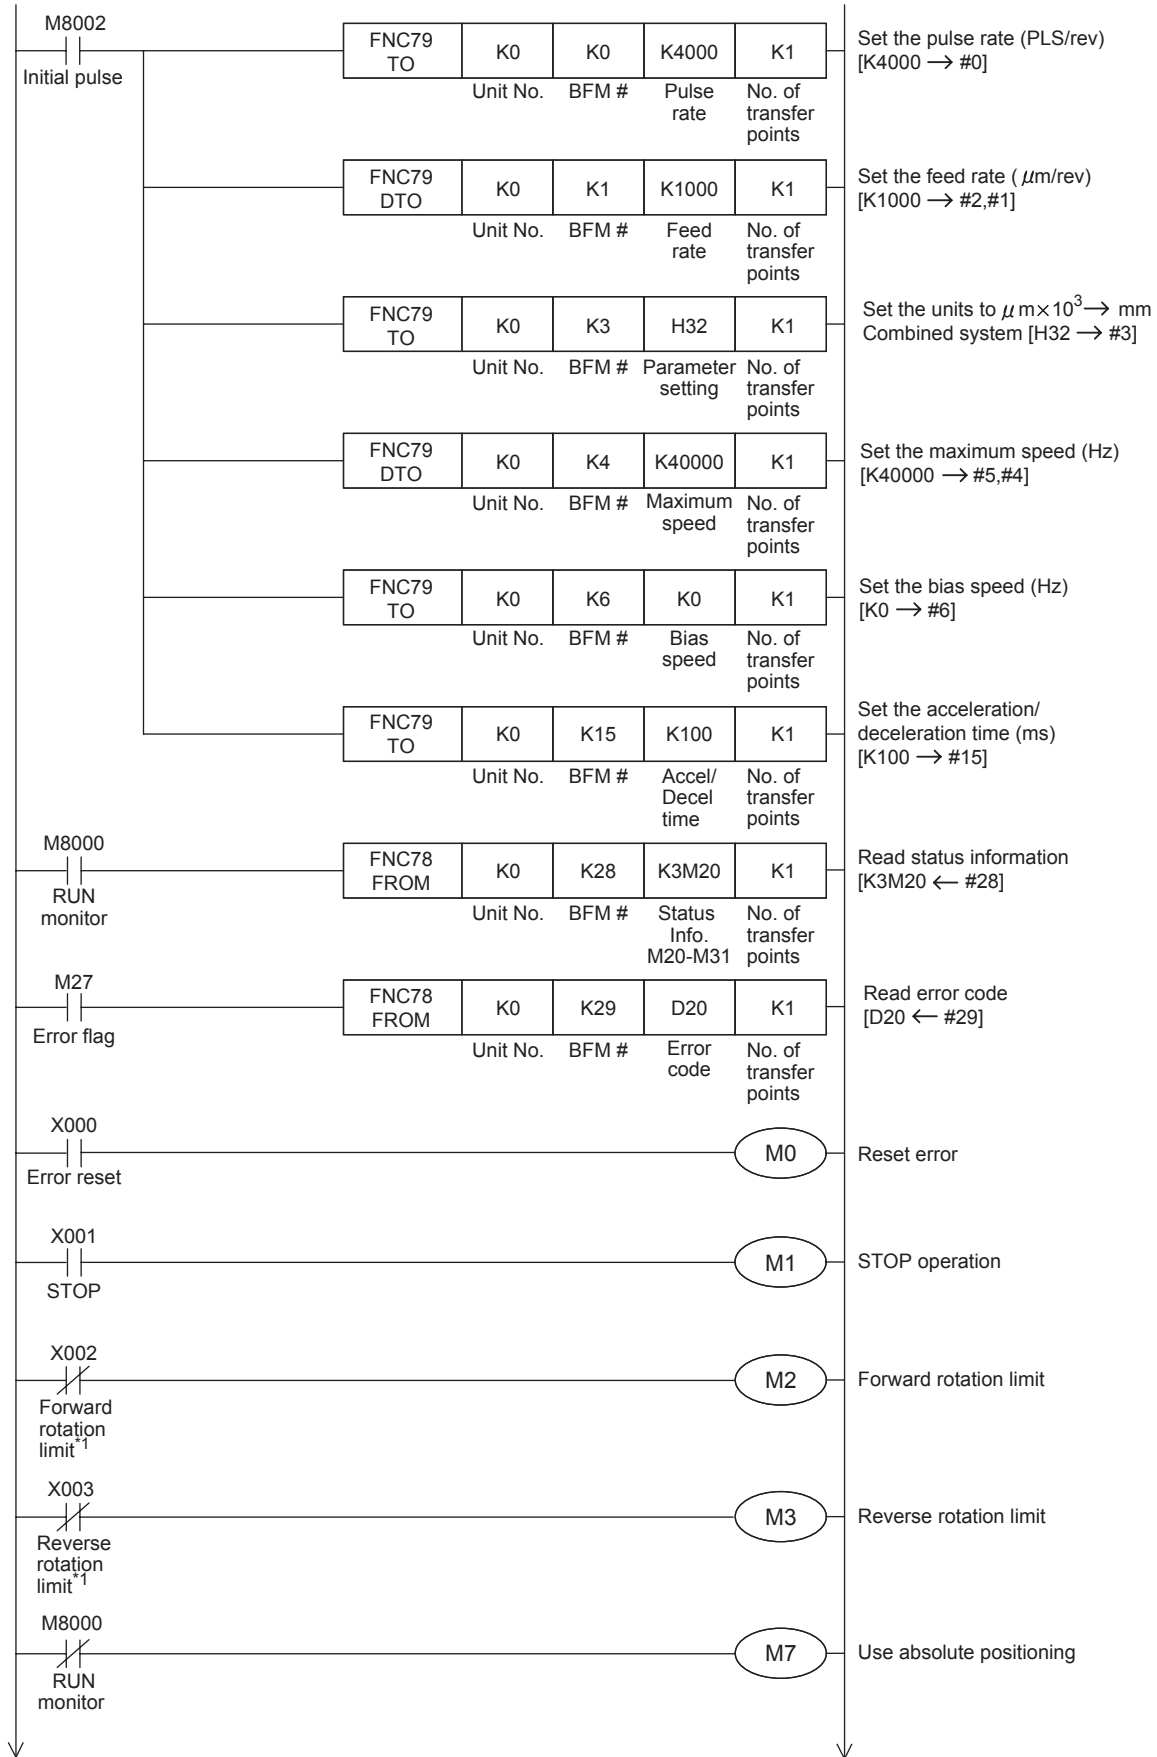 M8002
Initial pulse
FNC79
TO
K0
K0
K4000
K1
Unit No.
BFM #
Pulse
rate
No. of
transfer
points
Set the pulse rate (PLS/rev)
[K4000 → #0]
FNC79
DTO
K0
K1
K1000
K1
Unit No.
BFM #
Feed
rate
No. of
transfer
points
Set the feed rate ( μm/rev)
[K1000 → #2,#1]
FNC79
TO
K0
K3
H32
K1
Unit No.
BFM #
Parameter
setting
No. of
transfer
points
Set the units to μ m×10³→ mm
Combined system [H32 → #3]
FNC79
DTO
K0
K4
K40000
K1
Unit No.
BFM #
Maximum
speed
No. of
transfer
points
Set the maximum speed (Hz)
[K40000 → #5,#4]
FNC79
TO
K0
K6
K0
K1
Unit No.
BFM #
Bias
speed
No. of
transfer
points
Set the bias speed (Hz)
[K0 → #6]
FNC79
TO
K0
K15
K100
K1
Unit No.
BFM #
Accel/
Decel
time
No. of
transfer
points
Set the acceleration/
deceleration time (ms)
[K100 → #15]
M8000
RUN
monitor
FNC78
FROM
K0
K28
K3M20
K1
Unit No.
BFM #
Status
Info.
M20-M31
No. of
transfer
points
Read status information
[K3M20 ← #28]
M27
Error flag
FNC78
FROM
K0
K29
D20
K1
Unit No.
BFM #
Error
code
No. of
transfer
points
Read error code
[D20 ← #29]
X000
Error reset
M0
Reset error
X001
STOP
M1
STOP operation
X002
Forward
rotation
limit*1
M2
Forward rotation limit
X003
Reverse
rotation
limit*1
M3
Reverse rotation limit
M8000
RUN
monitor
M7
Use absolute positioning